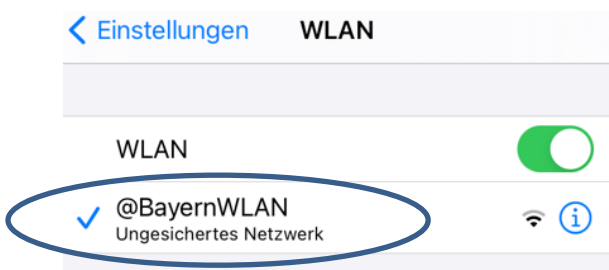 Einstellungen WLAN
WLAN
@BayernWLAN
Ungesichertes Netzwerk